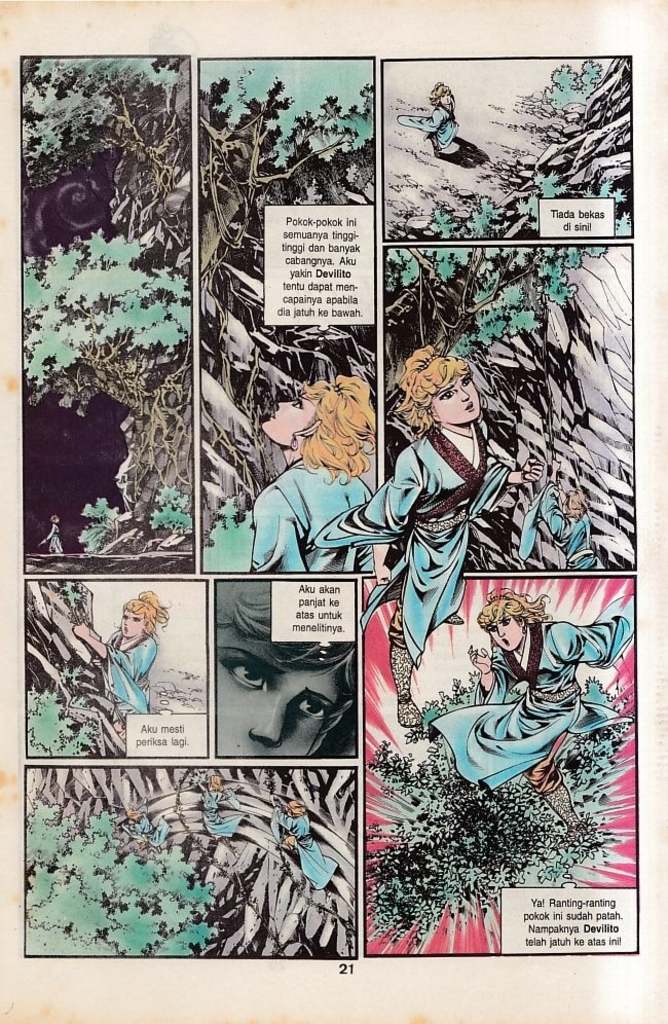 Pokok-pokok ini
semuanya tinggi-
tinggi dan banyak
cabangnya. Aku
yakin Devilito
tentu dapat men-
capainya apabila
dia jatuh ke bawah.
Tiada bekas
di sini!
Aku mesti
periksa lagi.
Aku akan
panjat ke
atas untuk
menelitinya.
Ya! Ranting-ranting
pokok ini sudah patah.
Nampaknya Devilito
telah jatuh ke atas ini!
21